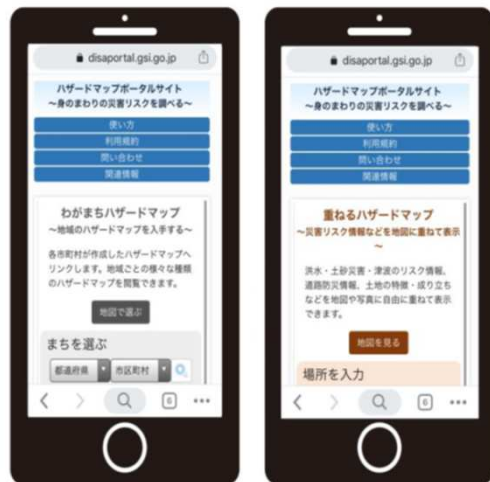 disaportal.gsi.go.jp
ハザードマップポータルサイト
～身のまわりの災害リスクを調べる～
使い方
利用規約
問い合わせ
関連情報
わがまちハザードマップ
～地域のハザードマップを入手する～
各市町村が作成したハザードマップへ
リンクします。地域ごとの様々な種類
のハザードマップを閲覧できます。
地図で選ぶ
まちを選ぶ
都道府県 市区町村
6
disaportal.gsi.go.jp
ハザードマップポータルサイト
～身のまわりの災害リスクを調べる～
使い方
利用規約
問い合わせ
関連情報
重ねるハザードマップ
～災害リスク情報などを地図に重ねて表示
～
洪水・土砂災害・津波のリスク情報、
道路防災情報、土地の特徴・成り立ち
などを地図や写真に自由に重ねて表示
できます。
地図を見る
場所を入力
6